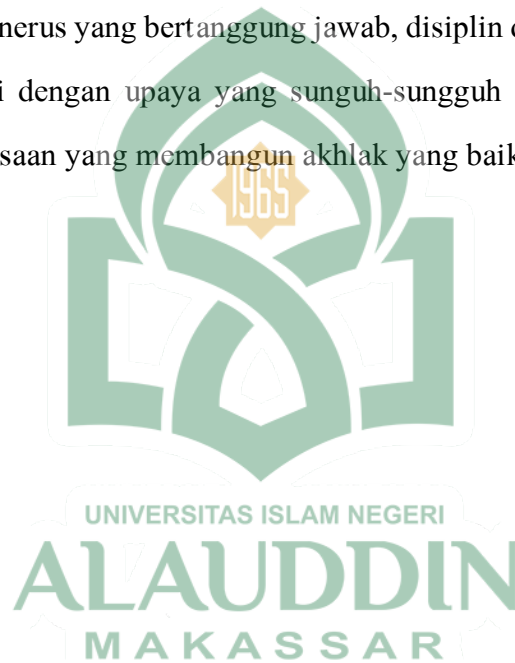 nerus yang bertanggung jawab, disiplin
i dengan upaya yang sunguh-sungguh
saan yang membangun akhlak yang baik
1965
UNIVERSITAS ISLAM NEGERI
ALAUDDIN
MAKASSAR